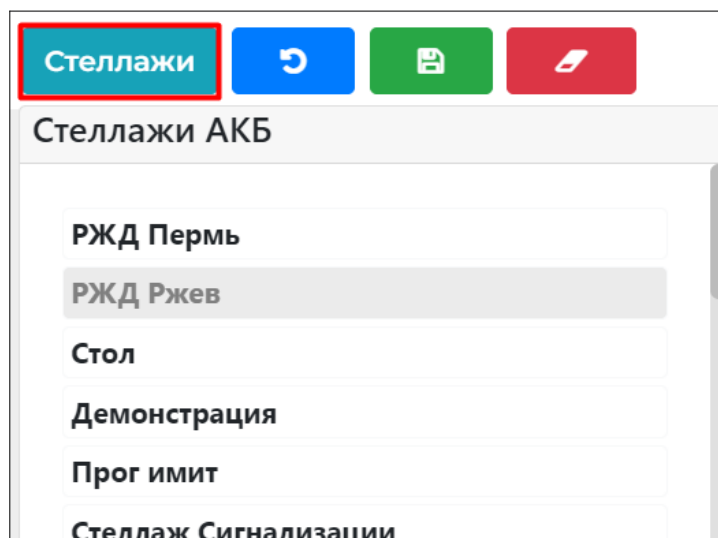 Стеллажи
Стеллажи АКБ
РЖД Пермь
РЖД Ржев
Стол
Демонстрация
Прог имит
Стеллаж Сигнализации